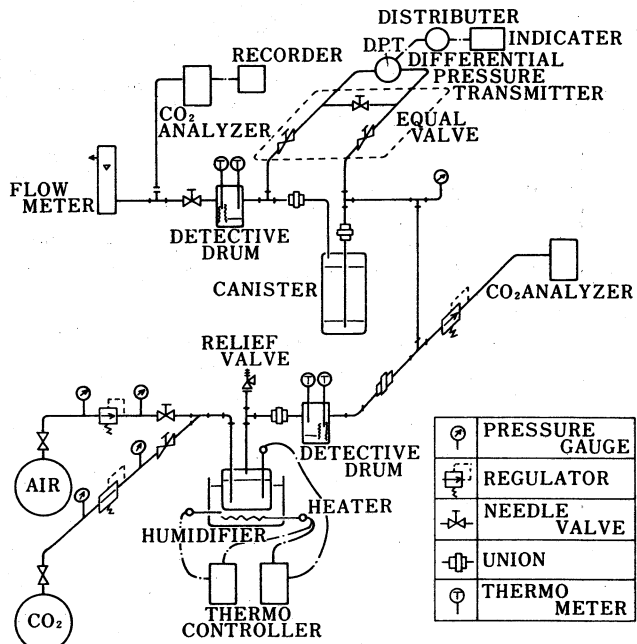 DISTRIBUTER
D.P.T.
INDICATER
RECORDER
DIFFERENTIAL
PRESSURE
TRANSMITTER
CO2
ANALYZER
EQUAL
VALVE
FLOW
METER
T T
DETECTIVE
DRUM
CANISTER
CO2ANALYZER
RELIEF
VALVE
T T
DETECTIVE
DRUM
AIR
HEATER
HUMIDIFIER
CO2
THERMO
CONTROLLER
PRESSURE
GAUGE
REGULATOR
NEEDLE
VALVE
UNION
T
THERMO
METER